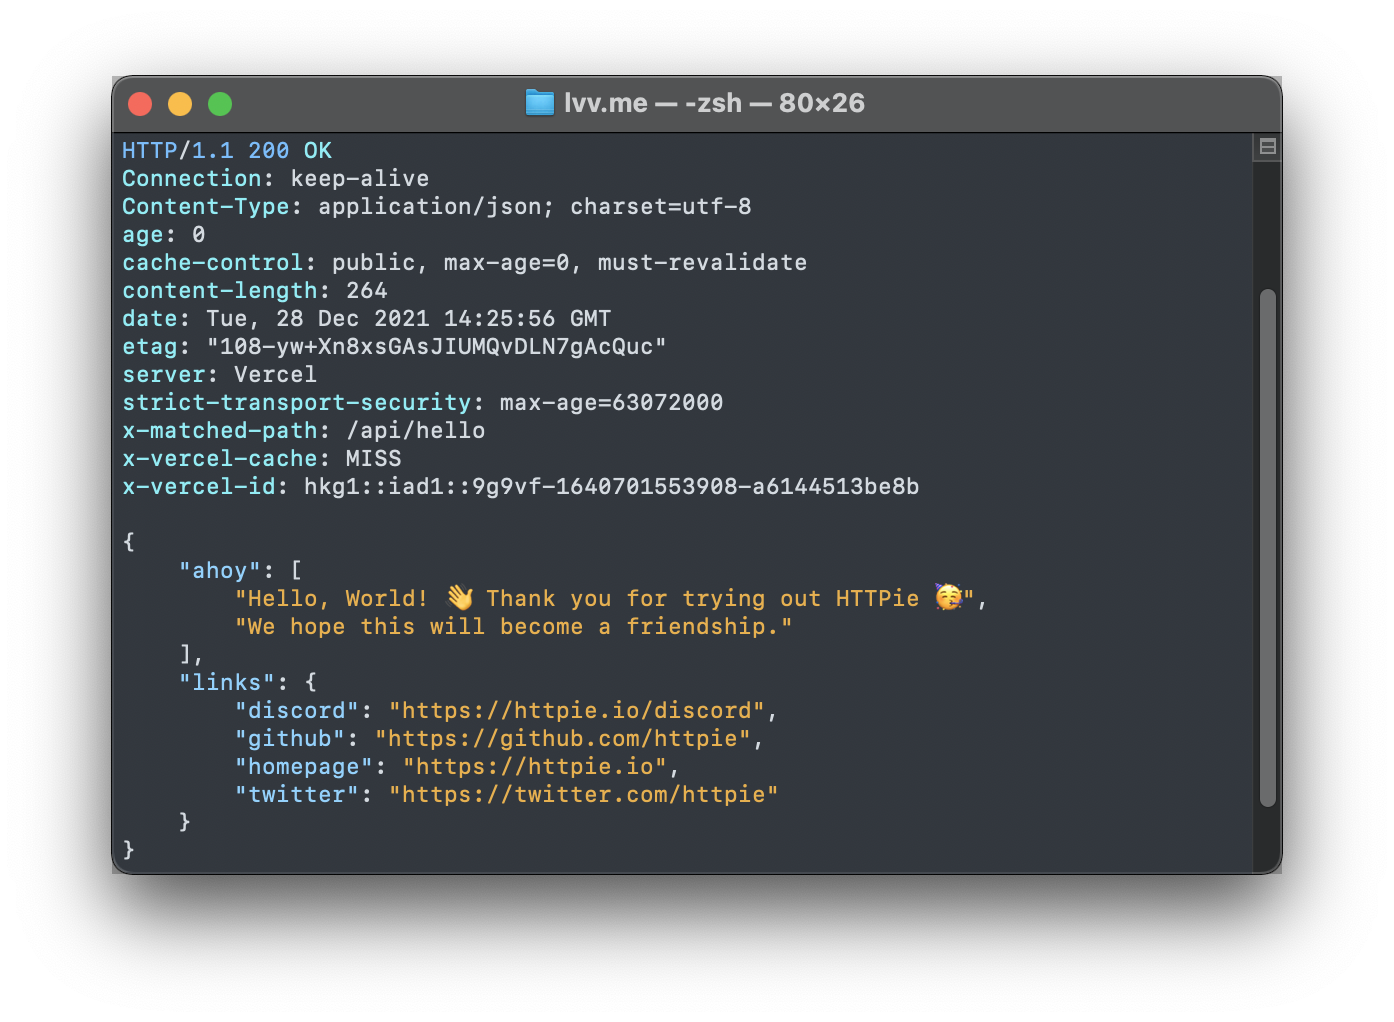 lvv.me — -zsh — 80×26
HTTP/1.1 200 OK
Connection: keep-alive
Content-Type: application/json; charset=utf-8
age: 0
cache-control: public, max-age=0, must-revalidate
content-length: 264
date: Tue, 28 Dec 2021 14:25:56 GMT
etag: "108-yw+Xn8xsGAsJIUMQvDLN7gAcQuc"
server: Vercel
strict-transport-security: max-age=63072000
x-matched-path: /api/hello
x-vercel-cache: MISS
x-vercel-id: hkg1::iad1::9g9vf-1640701553908-a6144513be8b

{
    "ahoy": [
        "Hello, World! 👋 Thank you for trying out HTTPie 🥳",
        "We hope this will become a friendship."
    ],
    "links": {
        "discord": "https://httpie.io/discord",
        "github": "https://github.com/httpie",
        "homepage": "https://httpie.io",
        "twitter": "https://twitter.com/httpie"
    }
}